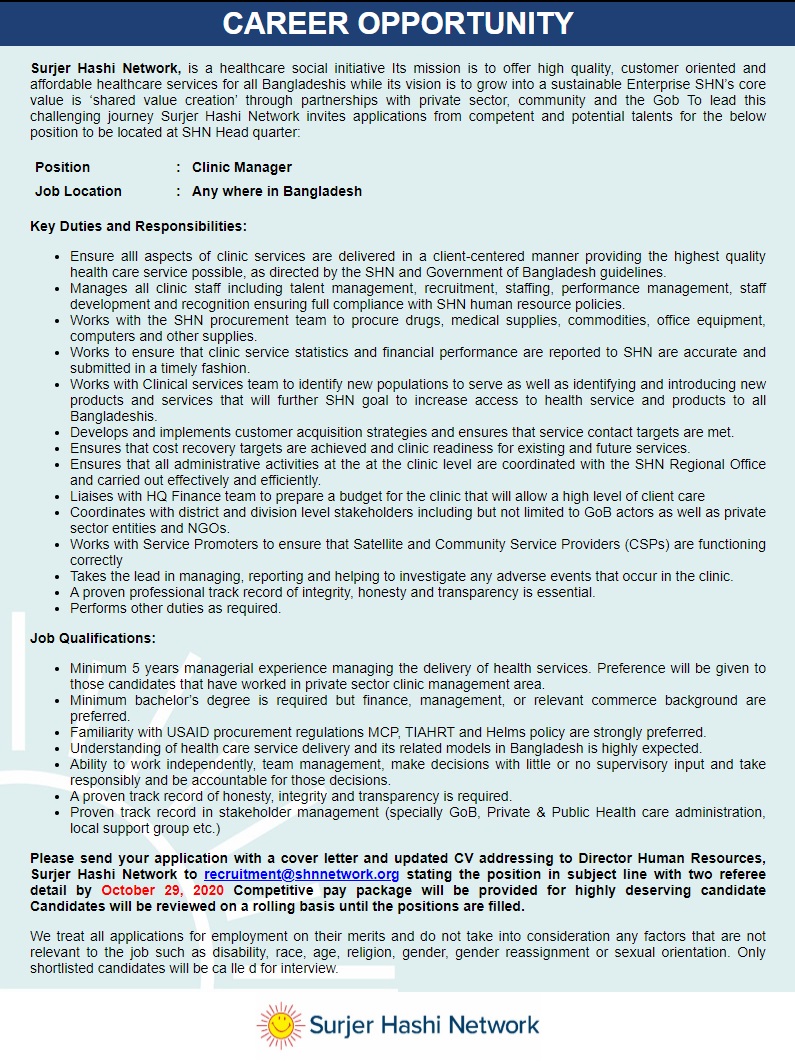 CAREER OPPORTUNITY
Surjer Hashi Network, is a healthcare social initiative Its mission is to offer high quality, customer oriented and
affordable healthcare services for all Bangladeshis while its vision is to grow into a sustainable Enterprise SHN's core
value is 'shared value creation' through partnerships with private sector, community and the Gob To lead this
challenging journey Surjer Hashi Network invites applications from competent and potential talents for the below
position to be located at SHN Head quarter:
Position : Clinic Manager
Job Location : Any where in Bangladesh
Key Duties and Responsibilities:
• Ensure alll aspects of clinic services are delivered in a client-centered manner providing the highest quality
health care service possible, as directed by the SHN and Government of Bangladesh guidelines.
• Manages all clinic staff including talent management, recruitment, staffing, performance management, staff
development and recognition ensuring full compliance with SHN human resource policies.
• Works with the SHN procurement team to procure drugs, medical supplies, commodities, office equipment,
computers and other supplies.
• Works to ensure that clinic service statistics and financial performance are reported to SHN are accurate and
submitted in a timely fashion.
• Works with Clinical services team to identify new populations to serve as well as identifying and introducing new
products and services that will further SHN goal to increase access to health service and products to all
Bangladeshis.
• Develops and implements customer acquisition strategies and ensures that service contact targets are met.
• Ensures that cost recovery targets are achieved and clinic readiness for existing and future services.
• Ensures that all administrative activities at the at the clinic level are coordinated with the SHN Regional Office
and carried out effectively and efficiently.
• Liaises with HQ Finance team to prepare a budget for the clinic that will allow a high level of client care
• Coordinates with district and division level stakeholders including but not limited to GoB actors as well as private
sector entities and NGOs.
• Works with Service Promoters to ensure that Satellite and Community Service Providers (CSPs) are functioning
correctly
• Takes the lead in managing, reporting and helping to investigate any adverse events that occur in the clinic.
• A proven professional track record of integrity, honesty and transparency is essential.
• Performs other duties as required.
Job Qualifications:
• Minimum 5 years managerial experience managing the delivery of health services. Preference will be given to
those candidates that have worked in private sector clinic management area.
• Minimum bachelor's degree is required but finance, management, or relevant commerce background are
preferred.
• Familiarity with USAID procurement regulations MCP, TIAHRT and Helms policy are strongly preferred.
• Understanding of health care service delivery and its related models in Bangladesh is highly expected.
• Ability to work independently, team management, make decisions with little or no supervisory input and take
responsibly and be accountable for those decisions.
• A proven track record of honesty, integrity and transparency is required.
• Proven track record in stakeholder management (specially GoB, Private & Public Health care administration,
local support group etc.)
Please send your application with a cover letter and updated CV addressing to Director Human Resources,
Surjer Hashi Network to recruitment@shnnetwork.org stating the position in subject line with two referee
detail by October 29, 2020 Competitive pay package will be provided for highly deserving candidate
Candidates will be reviewed on a rolling basis until the positions are filled.
We treat all applications for employment on their merits and do not take into consideration any factors that are not
relevant to the job such as disability, race, age, religion, gender, gender reassignment or sexual orientation. Only
shortlisted candidates will be ca lle d for interview.
Surjer Hashi Network